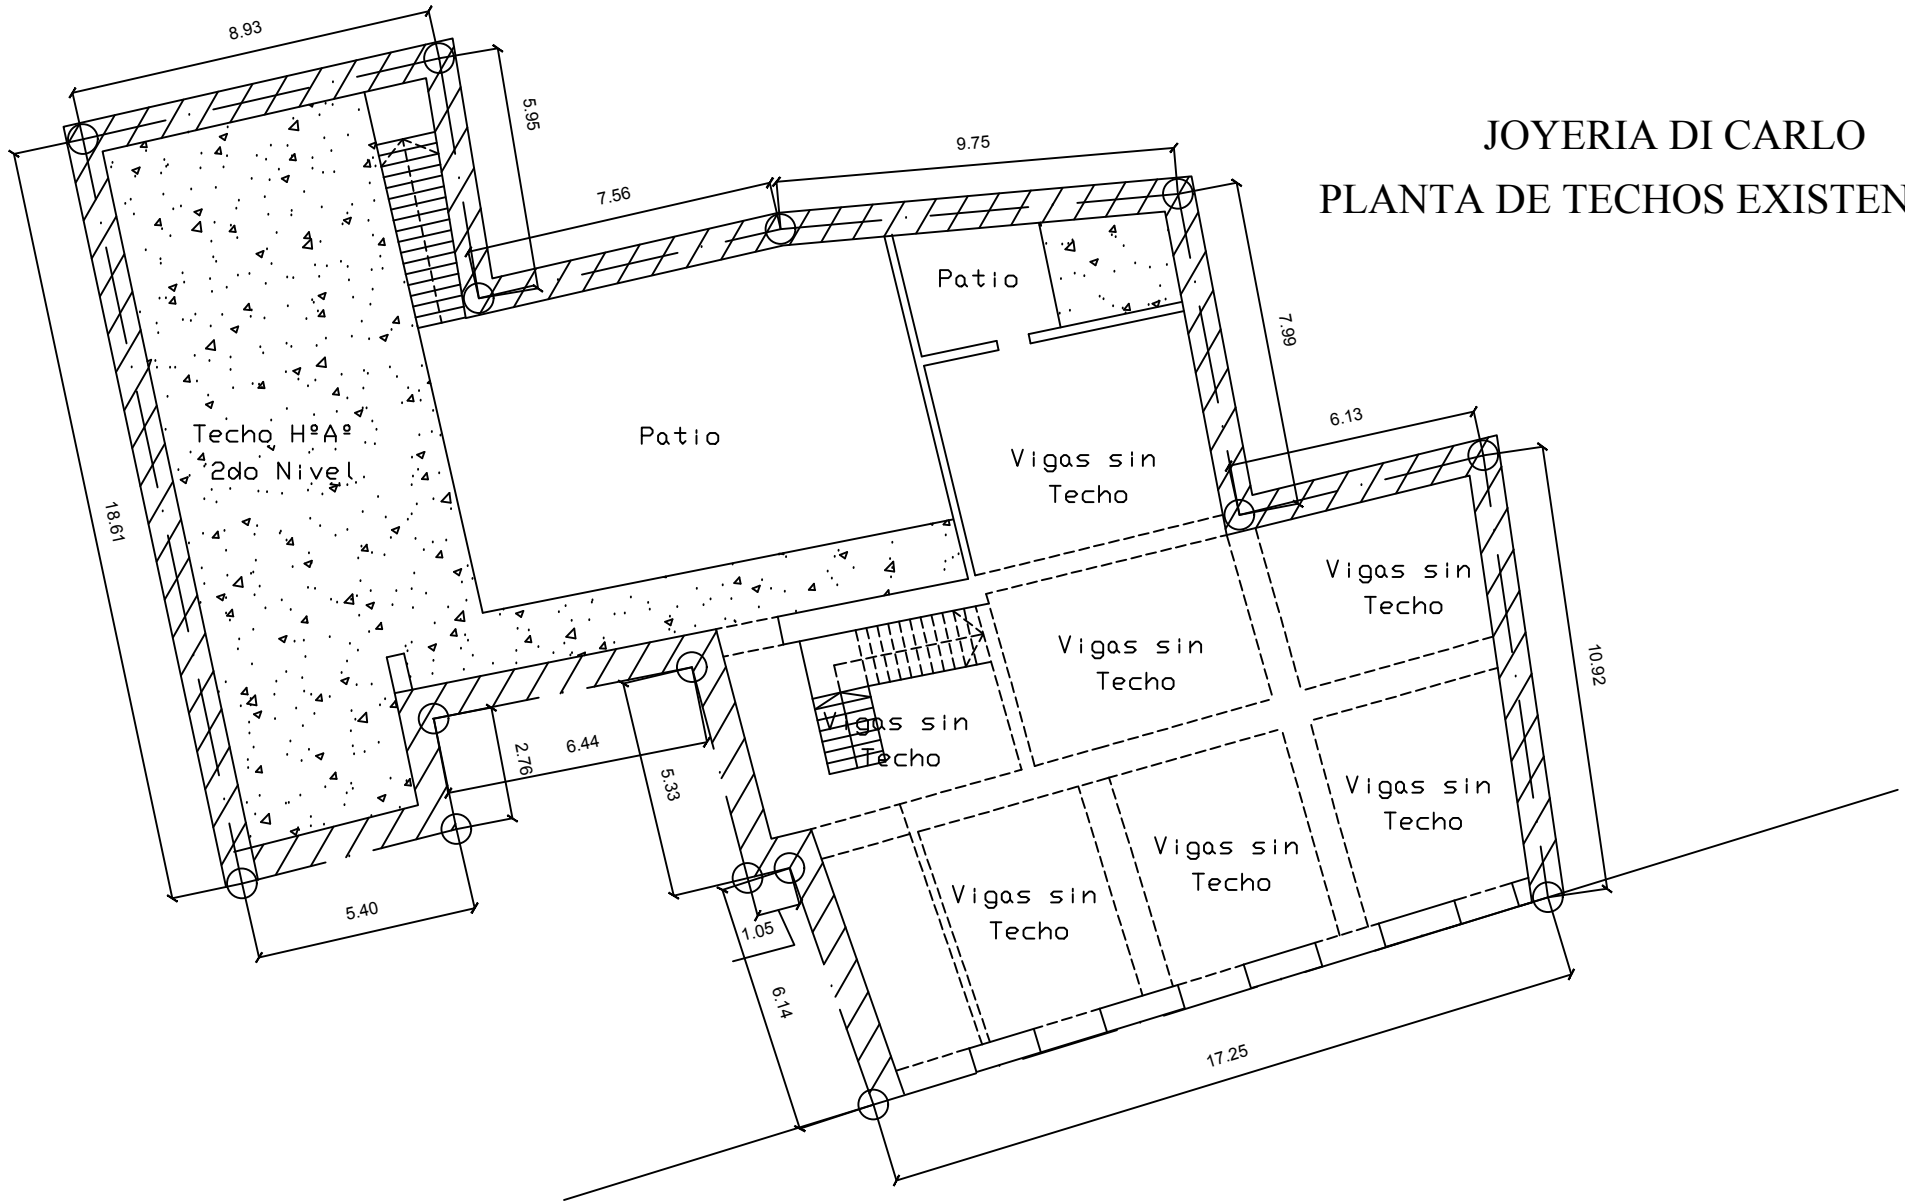 JOYERIA DI CARLO
PLANTA DE TECHOS EXISTEN
8.93
5.95
7.56
9.75
7.99
6.13
10.92
18.61
Patio
Patio
Techo HºAº
2do Nivel
Vigas sin
Techo
Vigas sin
Techo
Vigas sin
Techo
Vigas sin
Techo
Vigas sin
Techo
Vigas sin
Techo
Vigas sin
Techo
2.76
6.44
5.33
5.40
1.05
6.14
17.25